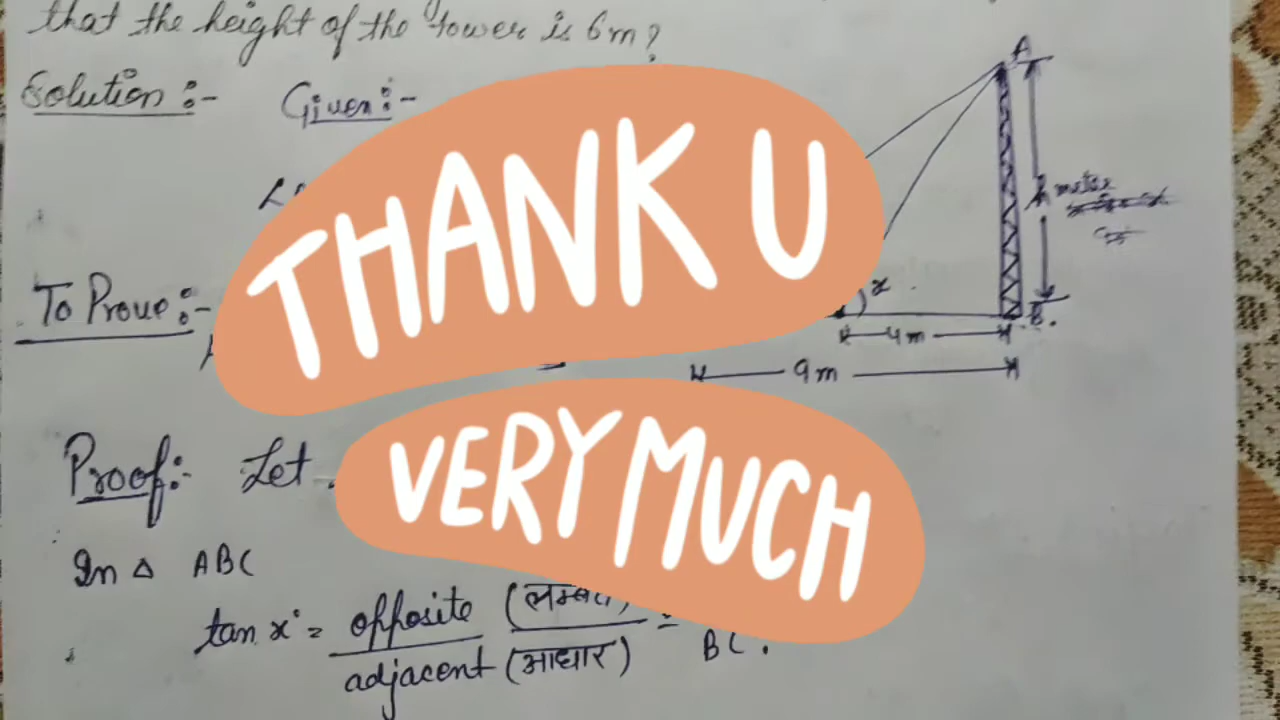 that the height of the tower is 6m?
Solution :- Given :-
A
THANK U
metre
To Prove :-
x
B.
4m
9m
VERY MUCH
Proof :- Let
In Δ ABC
tan x° = opposite (लम्बवत) =
adjacent (आधार) BC.